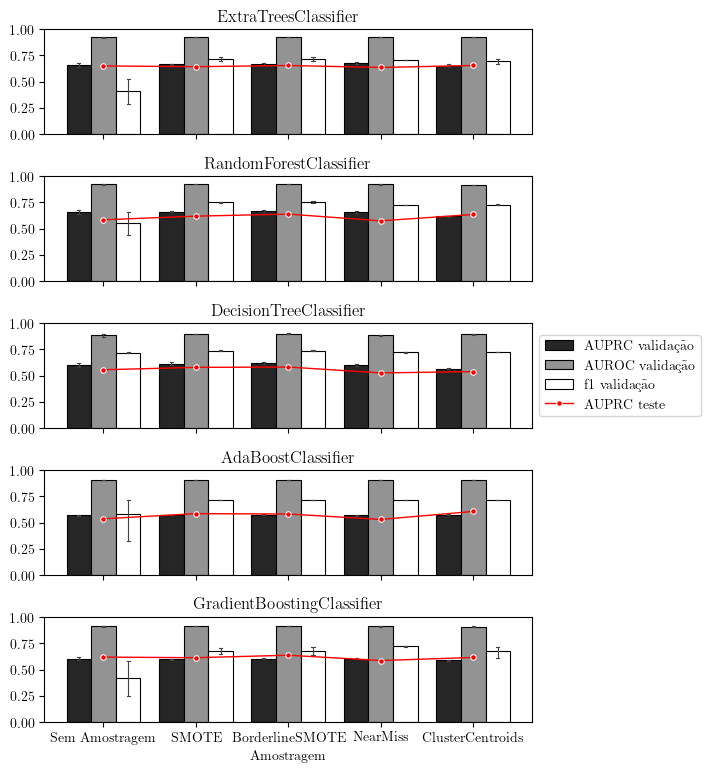 ExtraTreesClassifier
1.00
0.75
0.50
0.25
0.00
RandomForestClassifier
1.00
0.75
0.50
0.25
0.00
DecisionTreeClassifier
1.00
0.75
0.50
0.25
0.00
AUPRC validação
AUROC validação
f1 validação
AUPRC teste
AdaBoostClassifier
1.00
0.75
0.50
0.25
0.00
GradientBoostingClassifier
1.00
0.75
0.50
0.25
0.00
Sem Amostragem SMOTE BorderlineSMOTE NearMiss ClusterCentroids
Amostragem